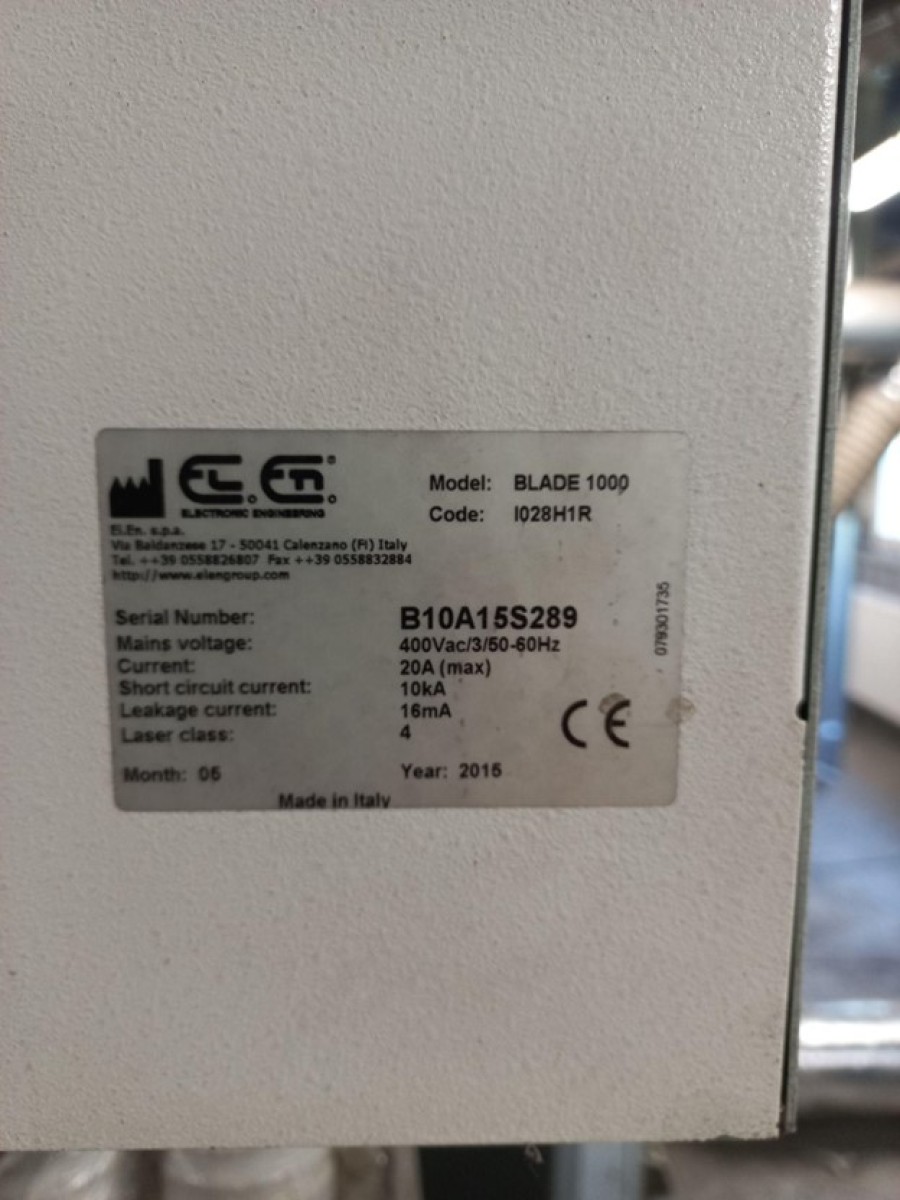 El.En.®
ELECTRONIC ENGINEERING
El.En. s.p.a.
Via Baldanzese 17 - 50041 Calenzano (FI) Italy
Tel. ++39 0558826807 Fax ++39 0558832884
http://www.elengroup.com
Model: BLADE 1000
Code: I028H1R
Serial Number: B10A15S289
Mains voltage: 400Vac/3/50-60Hz
Current: 20A (max)
Short circuit current: 10kA
Leakage current: 16mA
Laser class: 4
CE
Month: 05 Year: 2015
Made in Italy
079301735